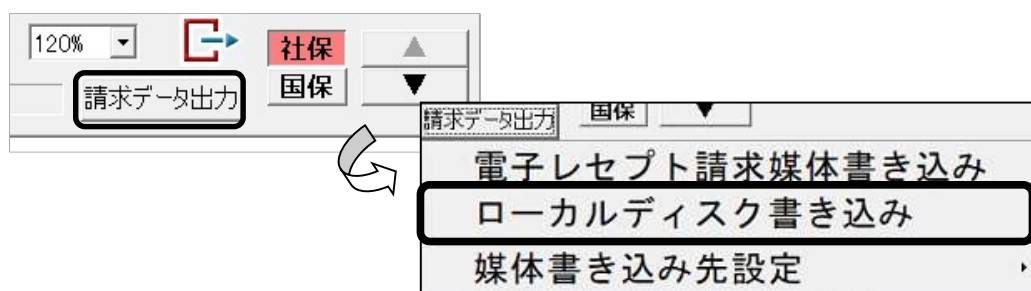 120%
社保
国保
請求データ出力
請求データ出力
国保
電子レセプト請求媒体書き込み
ローカルディスク書き込み
媒体書き込み先設定